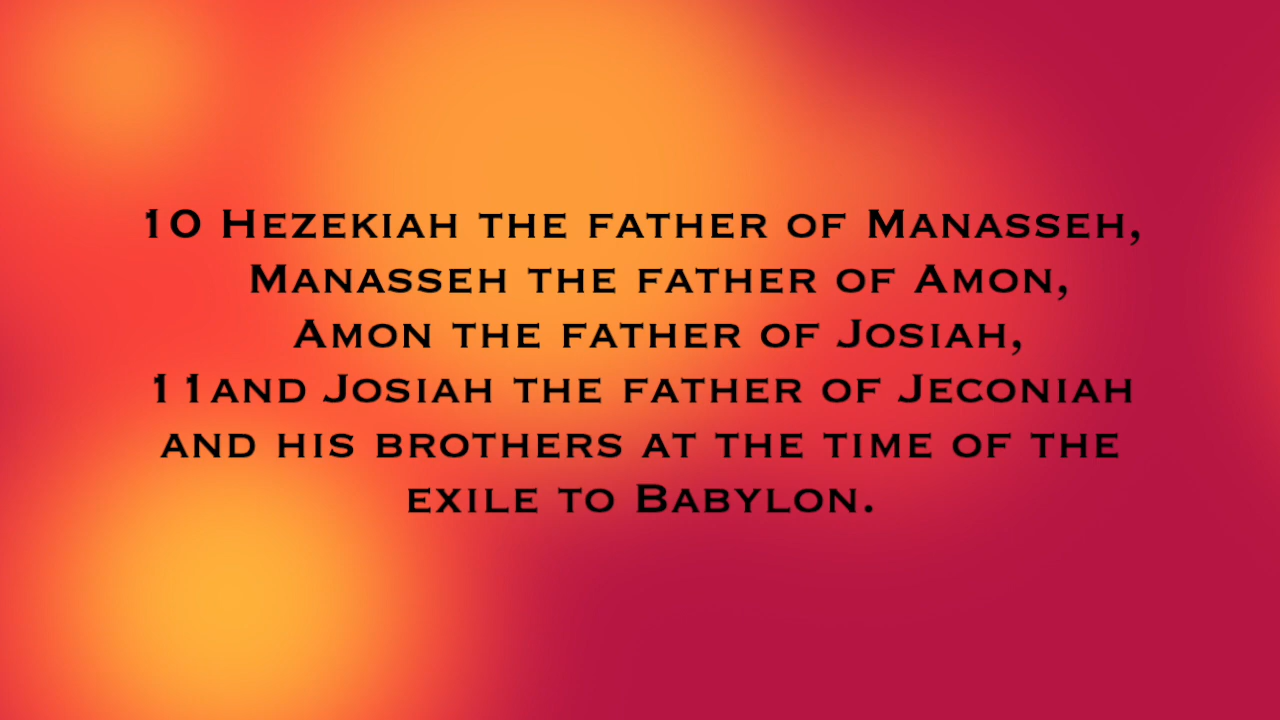 10 Hezekiah the father of Manasseh,
Manasseh the father of Amon,
Amon the father of Josiah,
11and Josiah the father of Jeconiah
and his brothers at the time of the
exile to Babylon.